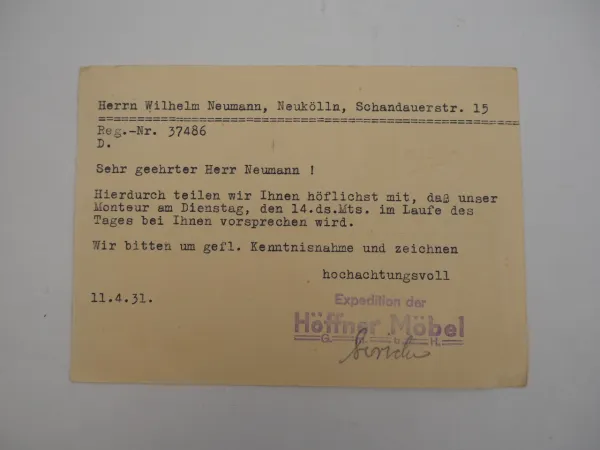 Herrn Wilhelm Neumann, Neukölln, Schandauerstr. 15
Reg.-Nr. 37486
D.
Sehr geehrter Herr Neumann !
Hierdurch teilen wir Ihnen höflichst mit, daß unser
Monteur am Dienstag, den 14.ds.Mts. im Laufe des
Tages bei Ihnen vorsprechen wird.
Wir bitten um gefl. Kenntnisnahme und zeichnen
hochachtungsvoll
11.4.31.
Expedition der
Höffner Möbel
G. m. b. H.